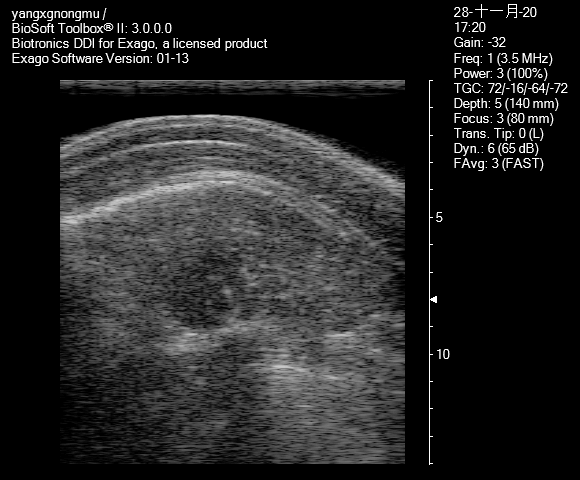 yangxgnongmu /
BioSoft Toolbox® II: 3.0.0.0
Biotronics DDI for Exago, a licensed product
Exago Software Version: 01-13
28-十一月-20
17:20
Gain: -32
Freq: 1 (3.5 MHz)
Power: 3 (100%)
TGC: 72/-16/-64/-72
Depth: 5 (140 mm)
Focus: 3 (80 mm)
Trans. Tip: 0 (L)
Dyn.: 6 (65 dB)
FAvg: 3 (FAST)
5
10